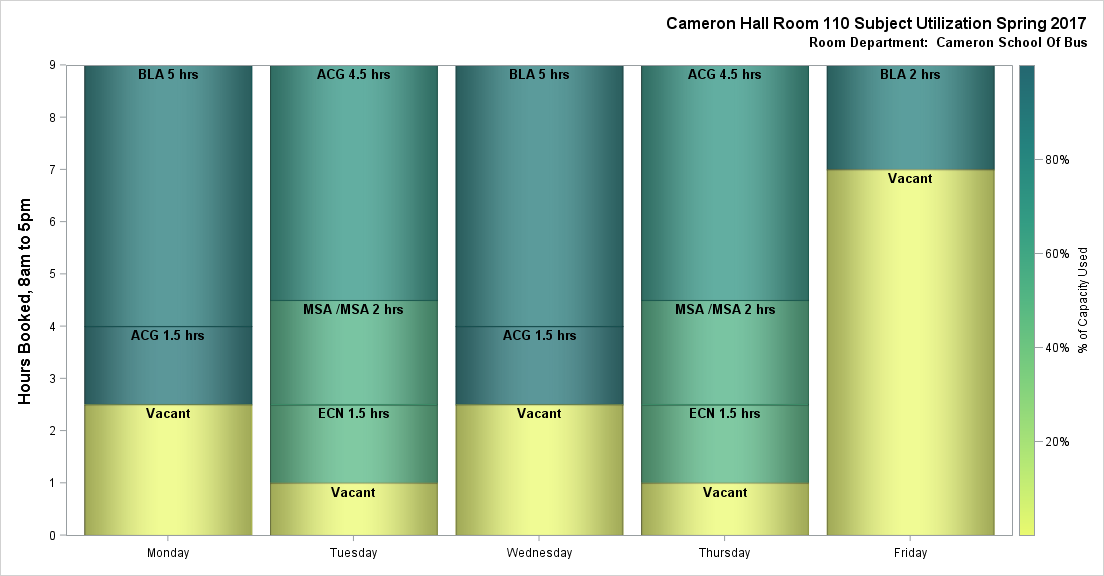 Cameron Hall Room 110 Subject Utilization Spring 2017
Room Department:  Cameron School Of Bus
Hours Booked, 8am to 5pm
9
8
7
6
5
4
3
2
1
0
BLA 5 hrs
ACG 1.5 hrs
Vacant
ACG 4.5 hrs
MSA /MSA 2 hrs
ECN 1.5 hrs
Vacant
BLA 5 hrs
ACG 1.5 hrs
Vacant
ACG 4.5 hrs
MSA /MSA 2 hrs
ECN 1.5 hrs
Vacant
BLA 2 hrs
Vacant
Monday
Tuesday
Wednesday
Thursday
Friday
80%
60%
40%
20%
% of Capacity Used